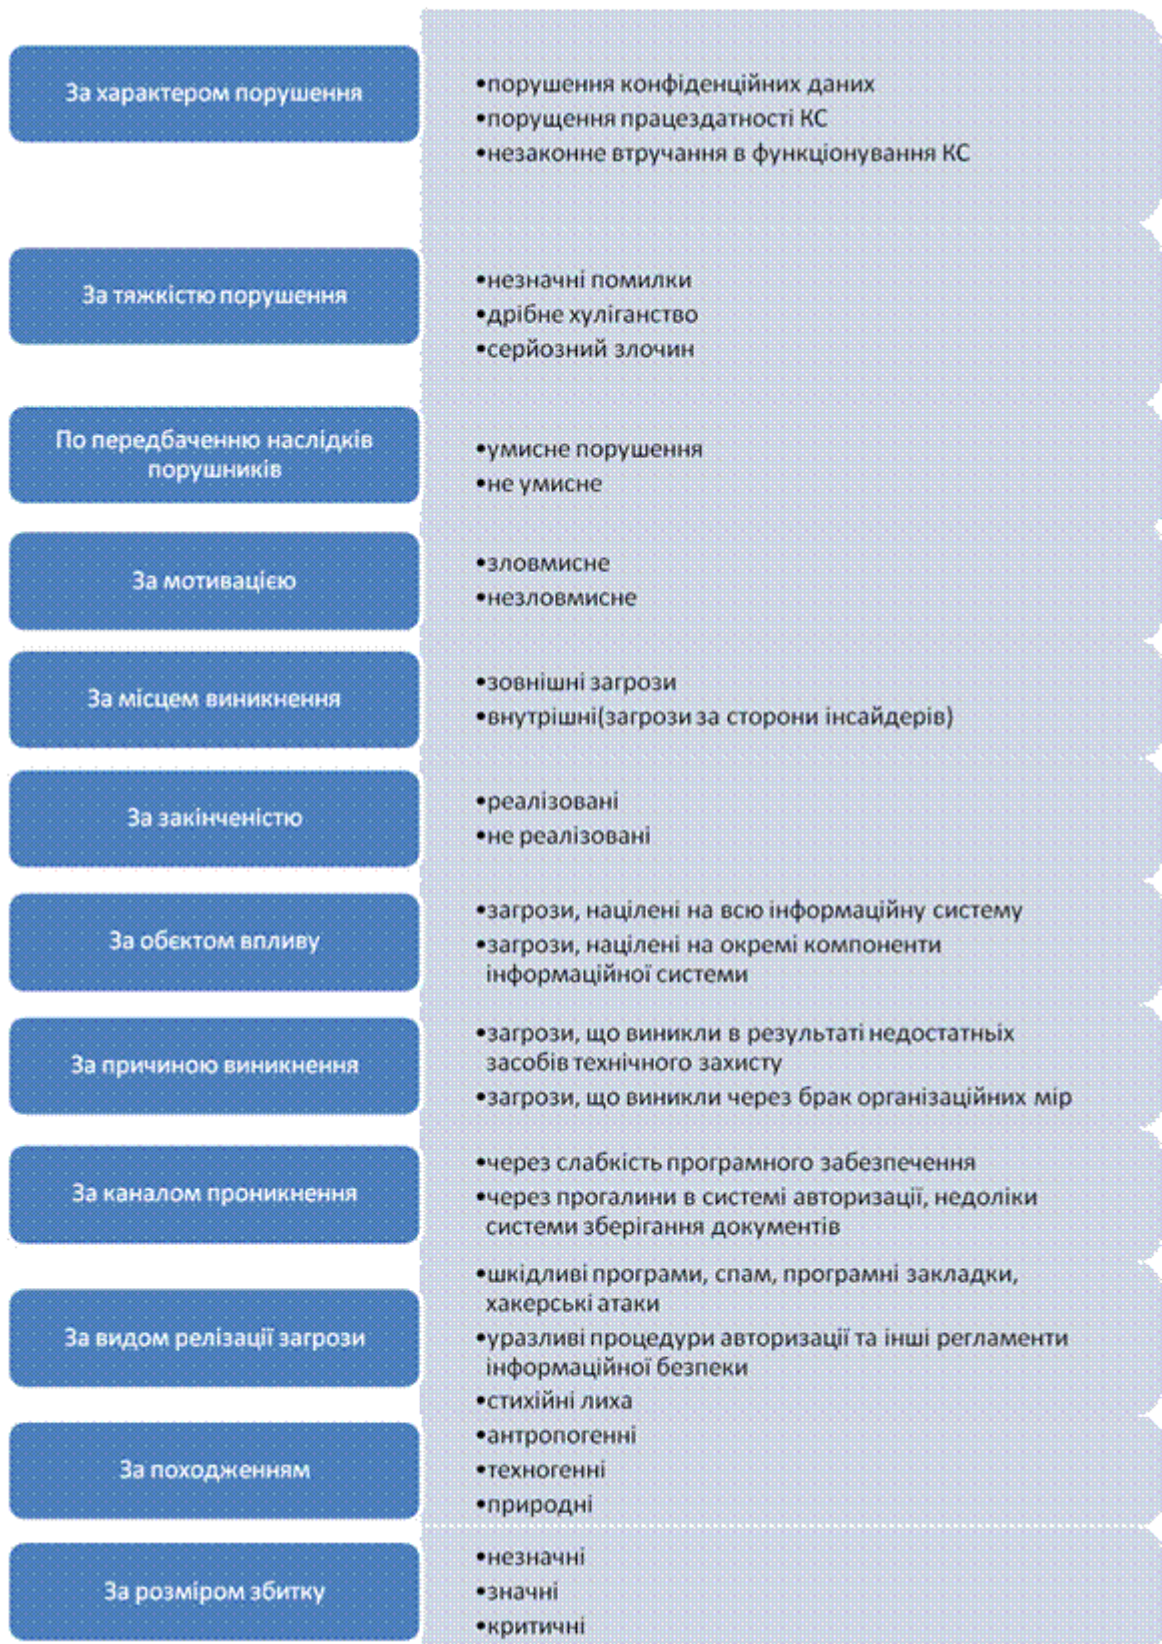 За характером порушення
•порушення конфіденційних даних
•порущення працездатності КС
•незаконне втручання в функціонування КС
За тяжкістю порушення
•незначні помилки
•дрібне хуліганство
•серйозний злочин
По передбаченню наслідків
порушників
•умисне порушення
•не умисне
За мотивацією
•зловмисне
•незловмисне
За місцем виникнення
•зовнішні загрози
•внутрішні(загрози за сторони інсайдерів)
За закінченістю
•реалізовані
•не реалізовані
За обєктом впливу
•загрози, націлені на всю інформаційну систему
•загрози, націлені на окремі компоненти
інформаційної системи
За причиною виникнення
•загрози, що виникли в результаті недостатньіх
засобів технічного захисту
•загрози, що виникли через брак організаційних мір
За каналом проникнення
•через слабкість програмного забезпечення
•через прогалини в системі авторизації, недоліки
системи зберігання документів
За видом релізації загрози
•шкідливі програми, спам, програмні закладки,
хакерські атаки
•уразливі процедури авторизації та інші регламенти
інформаційної безпеки
•стихійні лиха
За походженням
•антропогенні
•техногенні
•природні
За розміром збитку
•незначні
•значні
•критичні